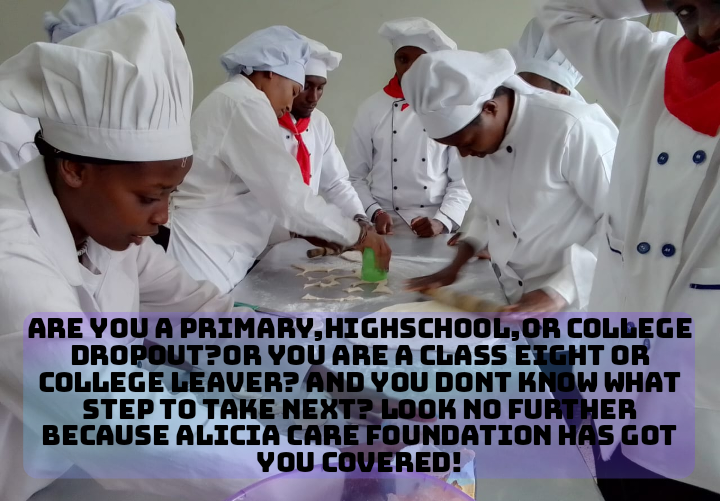 ARE YOU A PRIMARY,HIGHSCHOOL,OR COLLEGE
DROPOUT?OR YOU ARE A CLASS EIGHT OR
COLLEGE LEAVER? AND YOU DONT KNOW WHAT
STEP TO TAKE NEXT? LOOK NO FURTHER
BECAUSE ALICIA CARE FOUNDATION HAS GOT
YOU COVERED!